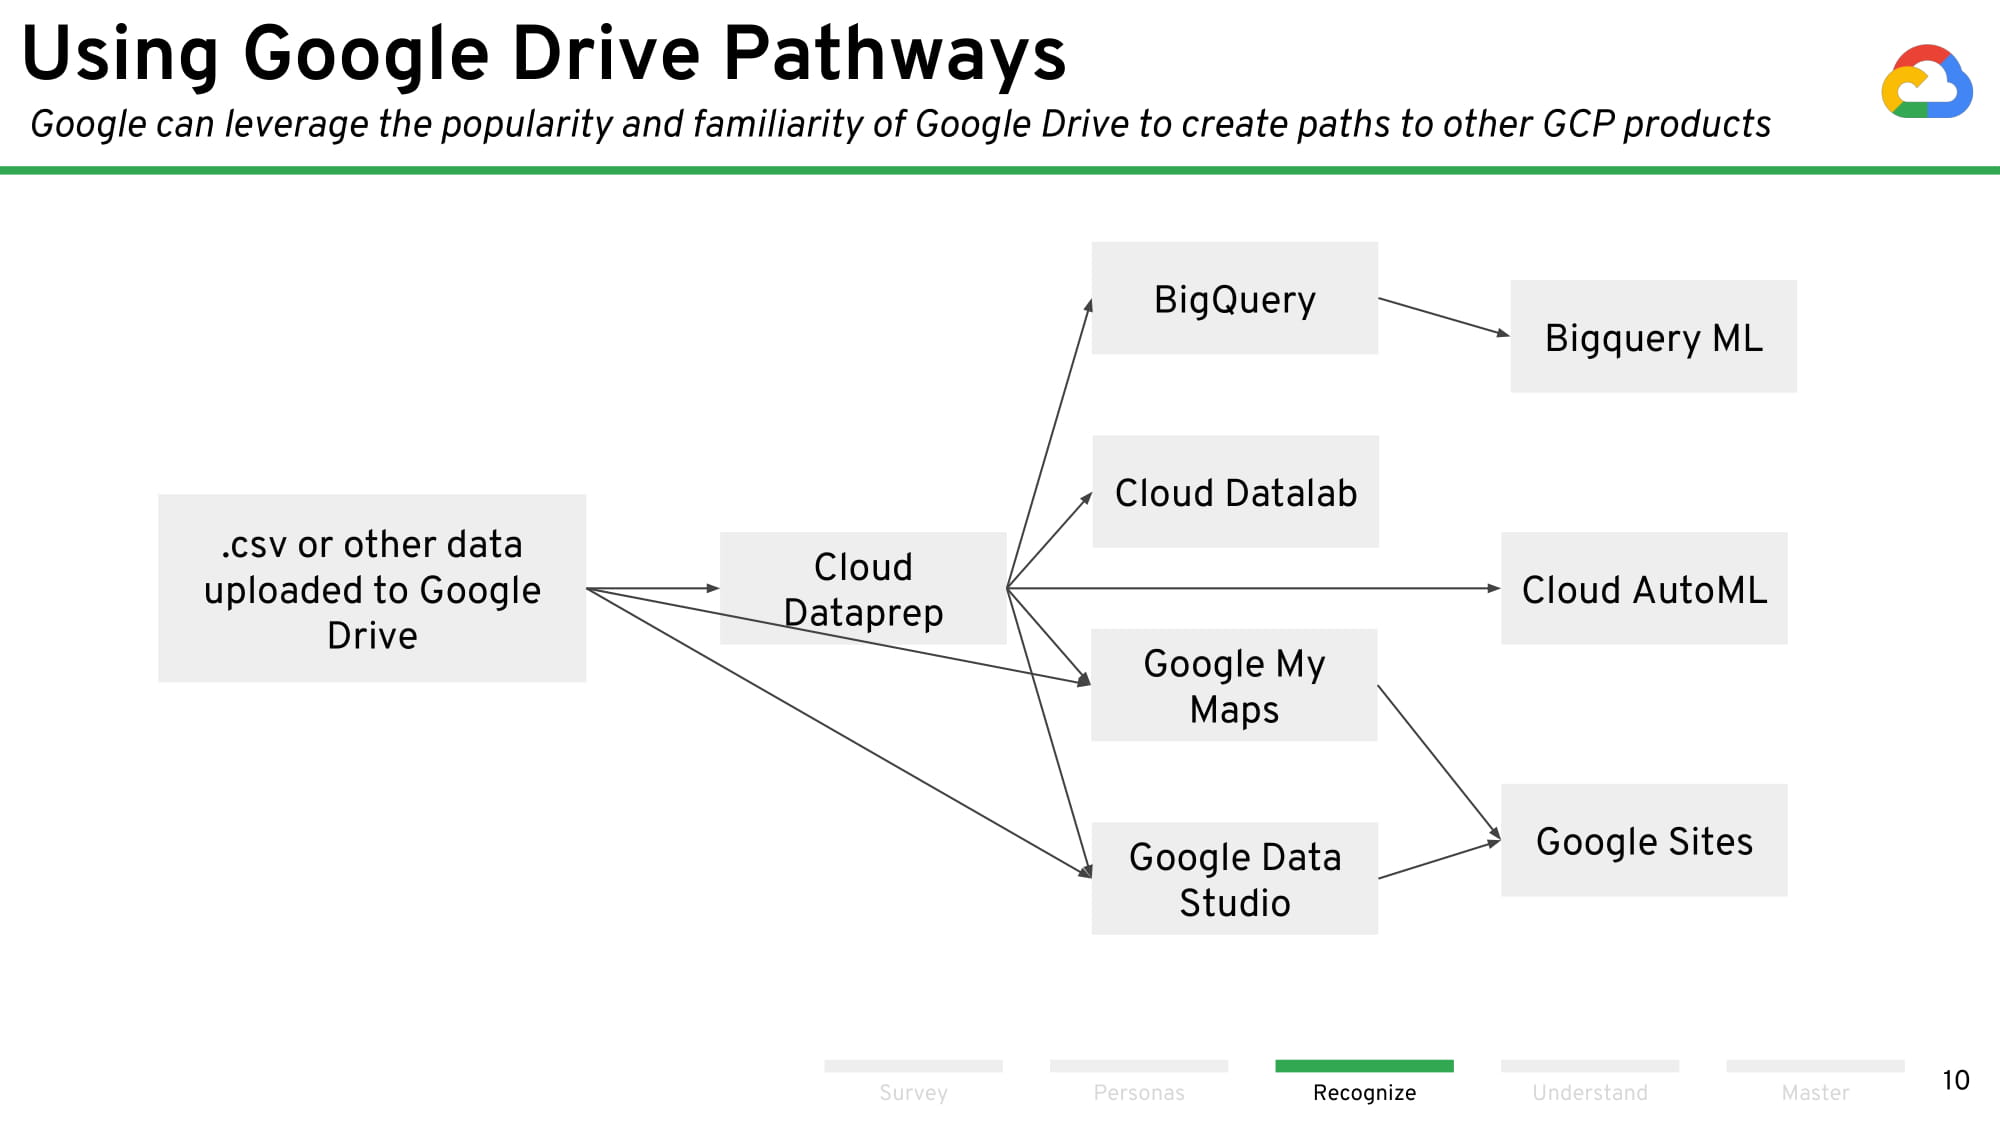 Using Google Drive Pathways
Google can leverage the popularity and familiarity of Google Drive to create paths to other GCP products
.csv or other data
uploaded to Google
Drive
Cloud
Dataprep
BigQuery
Cloud Datalab
Google My
Maps
Google Data
Studio
Bigquery ML
Cloud AutoML
Google Sites
Survey
Personas
Recognize
Understand
Master
10